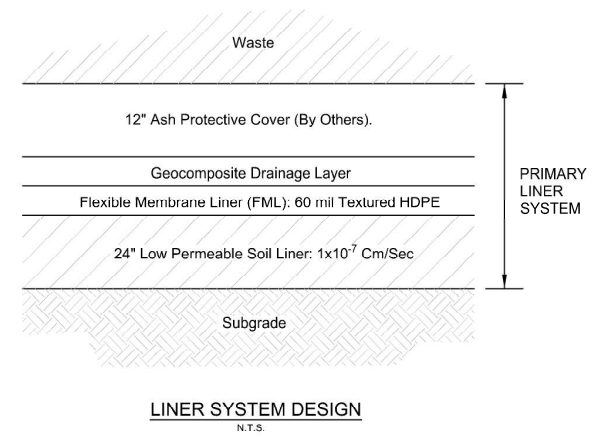 Waste
12" Ash Protective Cover (By Others).
Geocomposite Drainage Layer
Flexible Membrane Liner (FML): 60 mil Textured HDPE
24" Low Permeable Soil Liner: 1x10⁻⁷ Cm/Sec
Subgrade
PRIMARY
LINER
SYSTEM
LINER SYSTEM DESIGN
N.T.S.